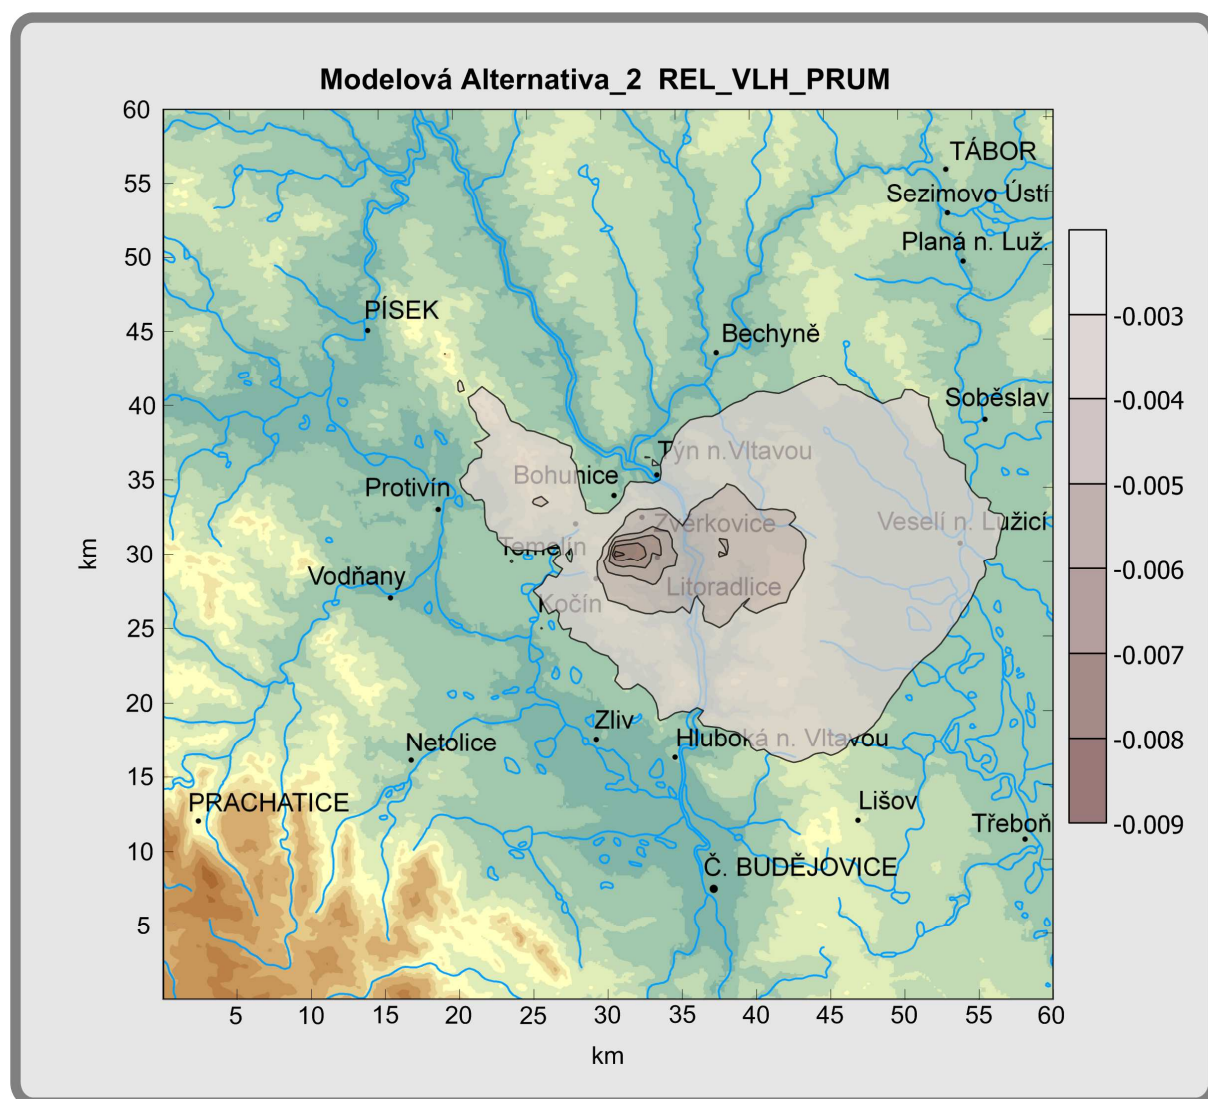 Modelová Alternativa_2 REL_VLH_PRUM
60
TÁBOR
55
Sezimovo Ústí
Planá n. Luž.
50
-0.003
PÍSEK
45
Bechyně
-0.004
40
Soběslav
Týn n.Vltavou
35
Bohunice
-0.005
Protivín
Zvěrkovice
Veselí n. Lužicí
km
30
Temelín
-0.006
Vodňany
Litoradlice
Kočín
25
-0.007
20
Zliv
Netolice
Hluboká n. Vltavou
-0.008
15
PRACHATICE
Lišov
Třeboň
-0.009
10
Č. BUDĚJOVICE
5
5 10 15 20 25 30 35 40 45 50 55 60
km